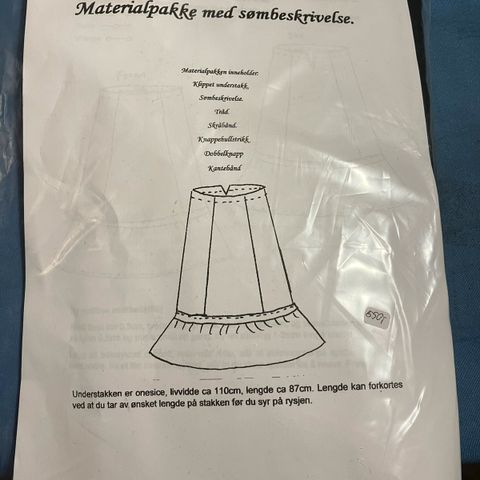 Materialpakke med sømbeskrivelse.
Materialpakken inneholder:
Klippet understakk,
Sømbeskrivelse.
Tråd.
Skråbånd.
Knappehullstrikk
Dobbelknapp
Kantebånd
650,-
Understakken er onesice, livvidde ca 110cm, lengde ca 87cm. Lengde kan forkortes
ved at du tar av ønsket lengde på stakken før du syr på rysjen.